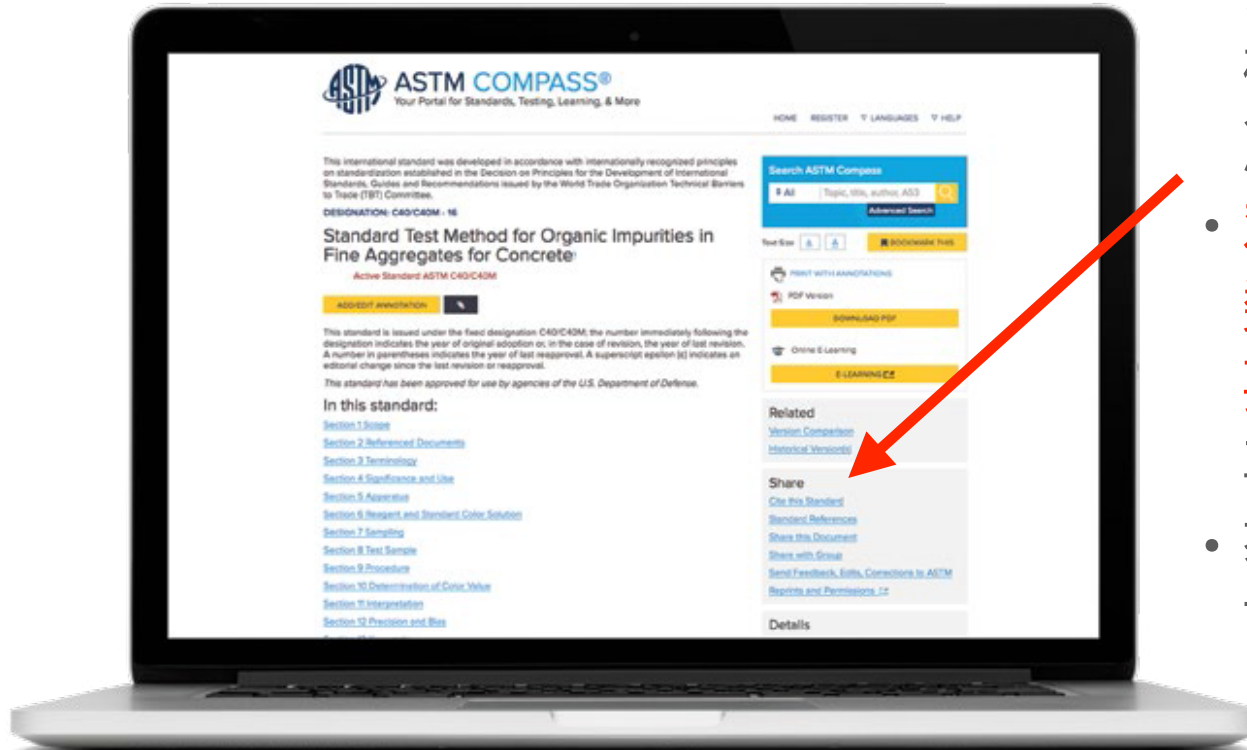 ASTM COMPASS®
Your Portal for Standards, Testing, Learning, & More
HOME REGISTER ∇ LANGUAGES ∇ HELP
This international standard was developed in accordance with internationally recognized principles
on standardization established in the Decision on Principles for the Development of International
Standards, Guides and Recommendations issued by the World Trade Organization Technical Barriers
to Trade (TBT) Committee.
DESIGNATION: C40/C40M - 16
Standard Test Method for Organic Impurities in
Fine Aggregates for Concrete
Active Standard ASTM C40/C40M
ADD/EDIT ANNOTATION
This standard is issued under the fixed designation C40/C40M; the number immediately following the
designation indicates the year of original adoption or, in the case of revision, the year of last revision.
A number in parentheses indicates the year of last reapproval. A superscript epsilon (ε) indicates an
editorial change since the last revision or reapproval.
This standard has been approved for use by agencies of the U.S. Department of Defense.
In this standard:
Section 1 Scope
Section 2 Referenced Documents
Section 3 Terminology
Section 4 Significance and Use
Section 5 Apparatus
Section 6 Reagent and Standard Color Solution
Section 7 Sampling
Section 8 Test Sample
Section 9 Procedure
Section 10 Determination of Color Value
Section 11 Interpretation
Section 12 Precision and Bias
Search ASTM Compass
All Topic, title, author, A53
Advanced Search
Text Size A A BOOKMARK THIS
PRINT WITH ANNOTATIONS
PDF Version
DOWNLOAD PDF
Online E-Learning
E-LEARNING
Related
Version Comparison
Historical Version(s)
Share
Cite this Standard
Standard References
Share this Document
Share with Group
Send Feedback, Edits, Corrections to ASTM
Reprints and Permissions
Details